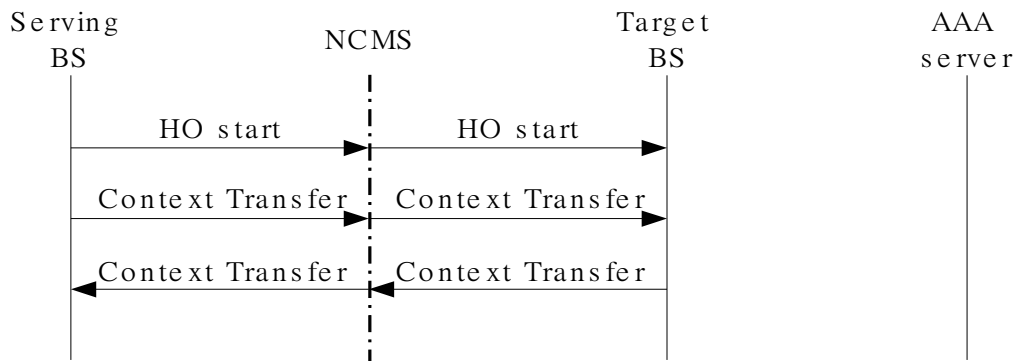 Serving
BS
NCMS
Target
BS
AAA
server
HO start
HO start
Context Transfer
Context Transfer
Context Transfer
Context Transfer